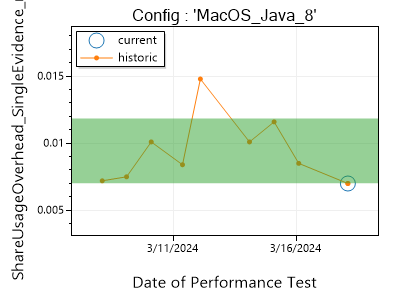 Config : 'MacOS_Java_8'
current
historic
ShareUsageOverhead_SingleEvidence_
0.015
0.01
0.005
3/11/2024
3/16/2024
Date of Performance Test